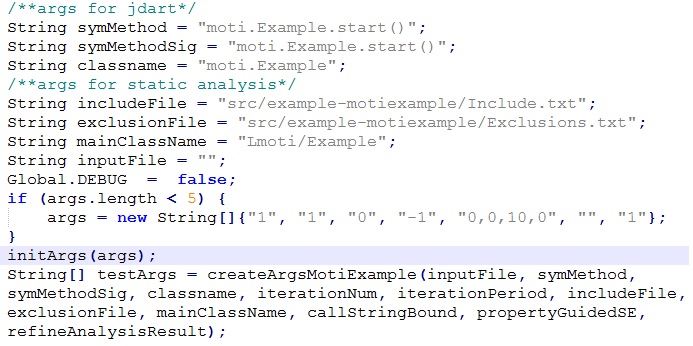 /**args for jdart*/
String symMethod = "moti.Example.start()";
String symMethodSig = "moti.Example.start()";
String classname = "moti.Example";
/**args for static analysis*/
String includeFile = "src/example-motiexample/Include.txt";
String exclusionFile = "src/example-motiexample/Exclusions.txt";
String mainClassName = "Lmoti/Example";
String inputFile = "";
Global.DEBUG  =  false;
if (args.length < 5) {
    args = new String[]{"1", "1", "0", "-1", "0,0,10,0", "", "1"};
}
initArgs(args);
String[] testArgs = createArgsMotiExample(inputFile, symMethod,
symMethodSig, classname, iterationNum, iterationPeriod, includeFile,
exclusionFile, mainClassName, callStringBound, propertyGuidedSE,
refineAnalysisResult);